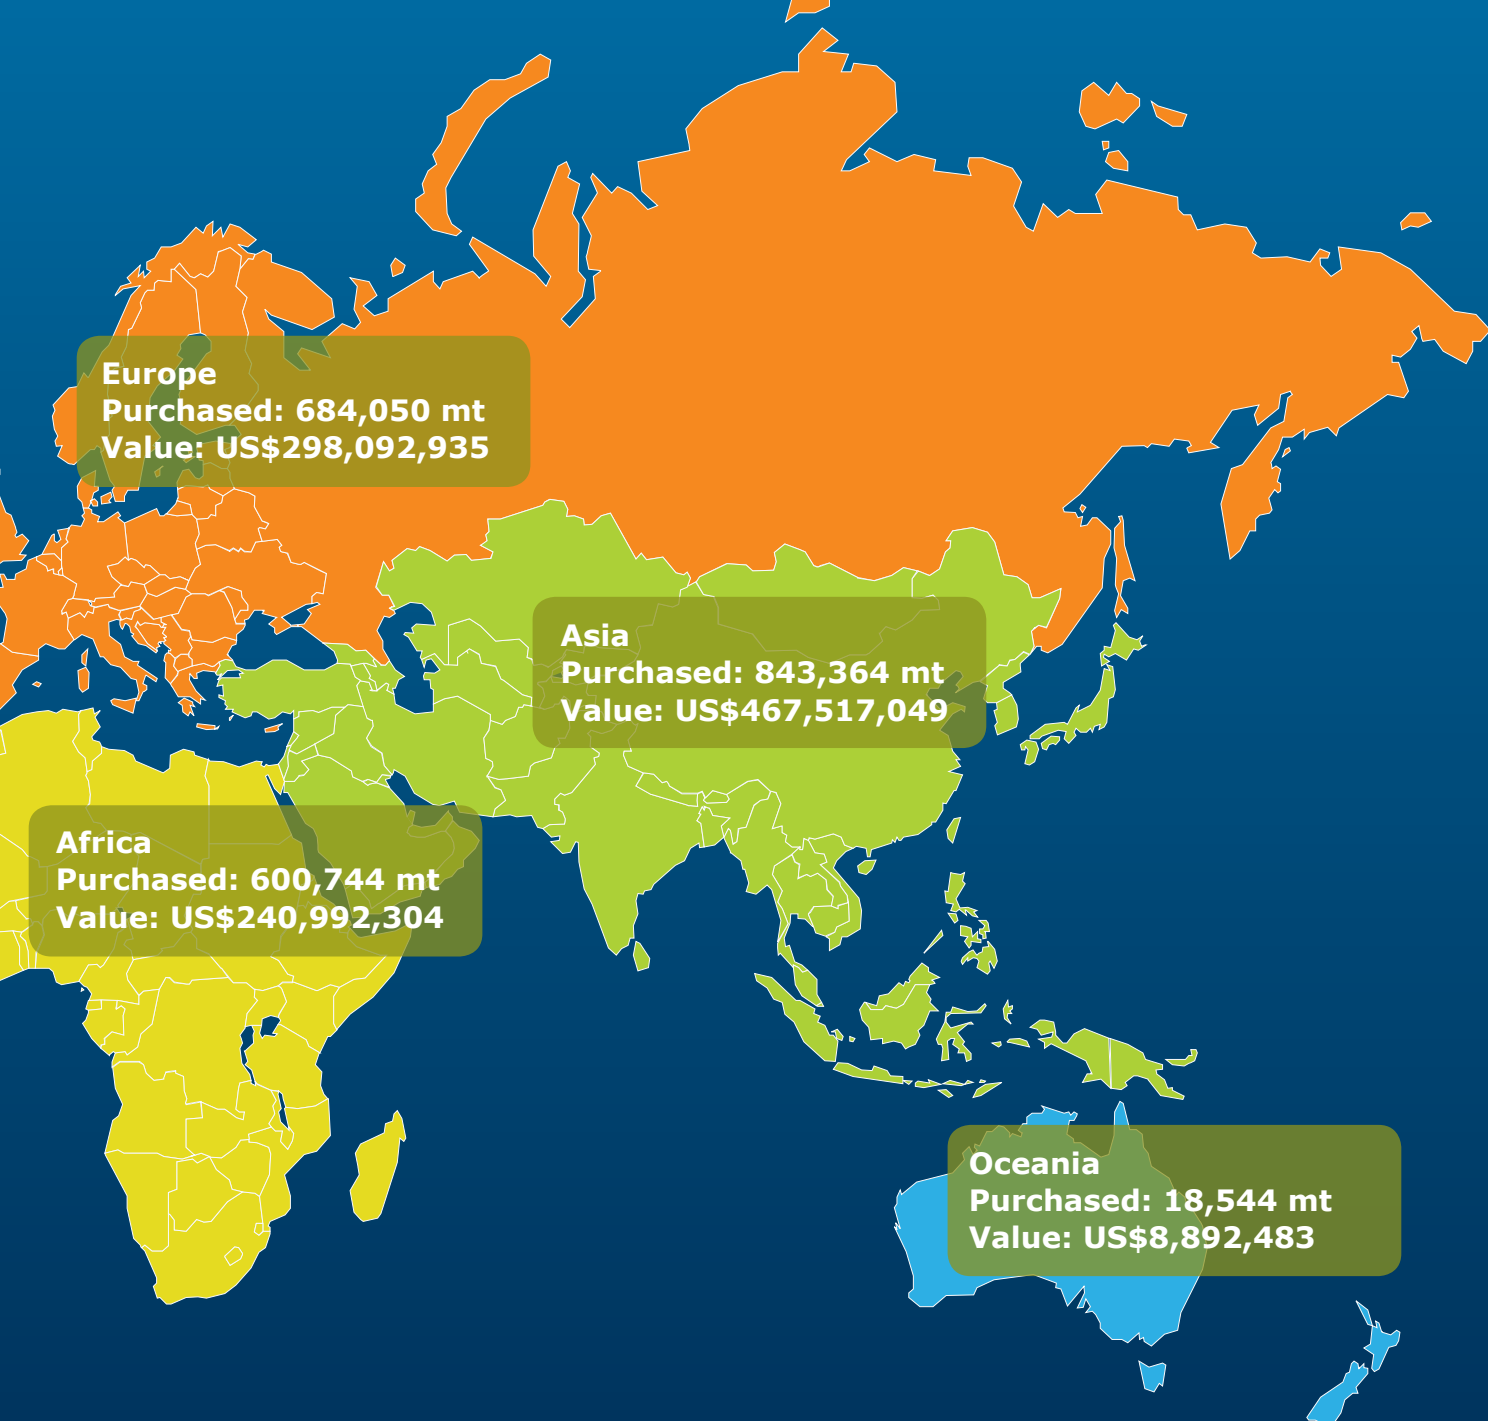 Europe
Purchased: 684,050 mt
Value: US$298,092,935
Asia
Purchased: 843,364 mt
Value: US$467,517,049
Africa
Purchased: 600,744 mt
Value: US$240,992,304
Oceania
Purchased: 18,544 mt
Value: US$8,892,483